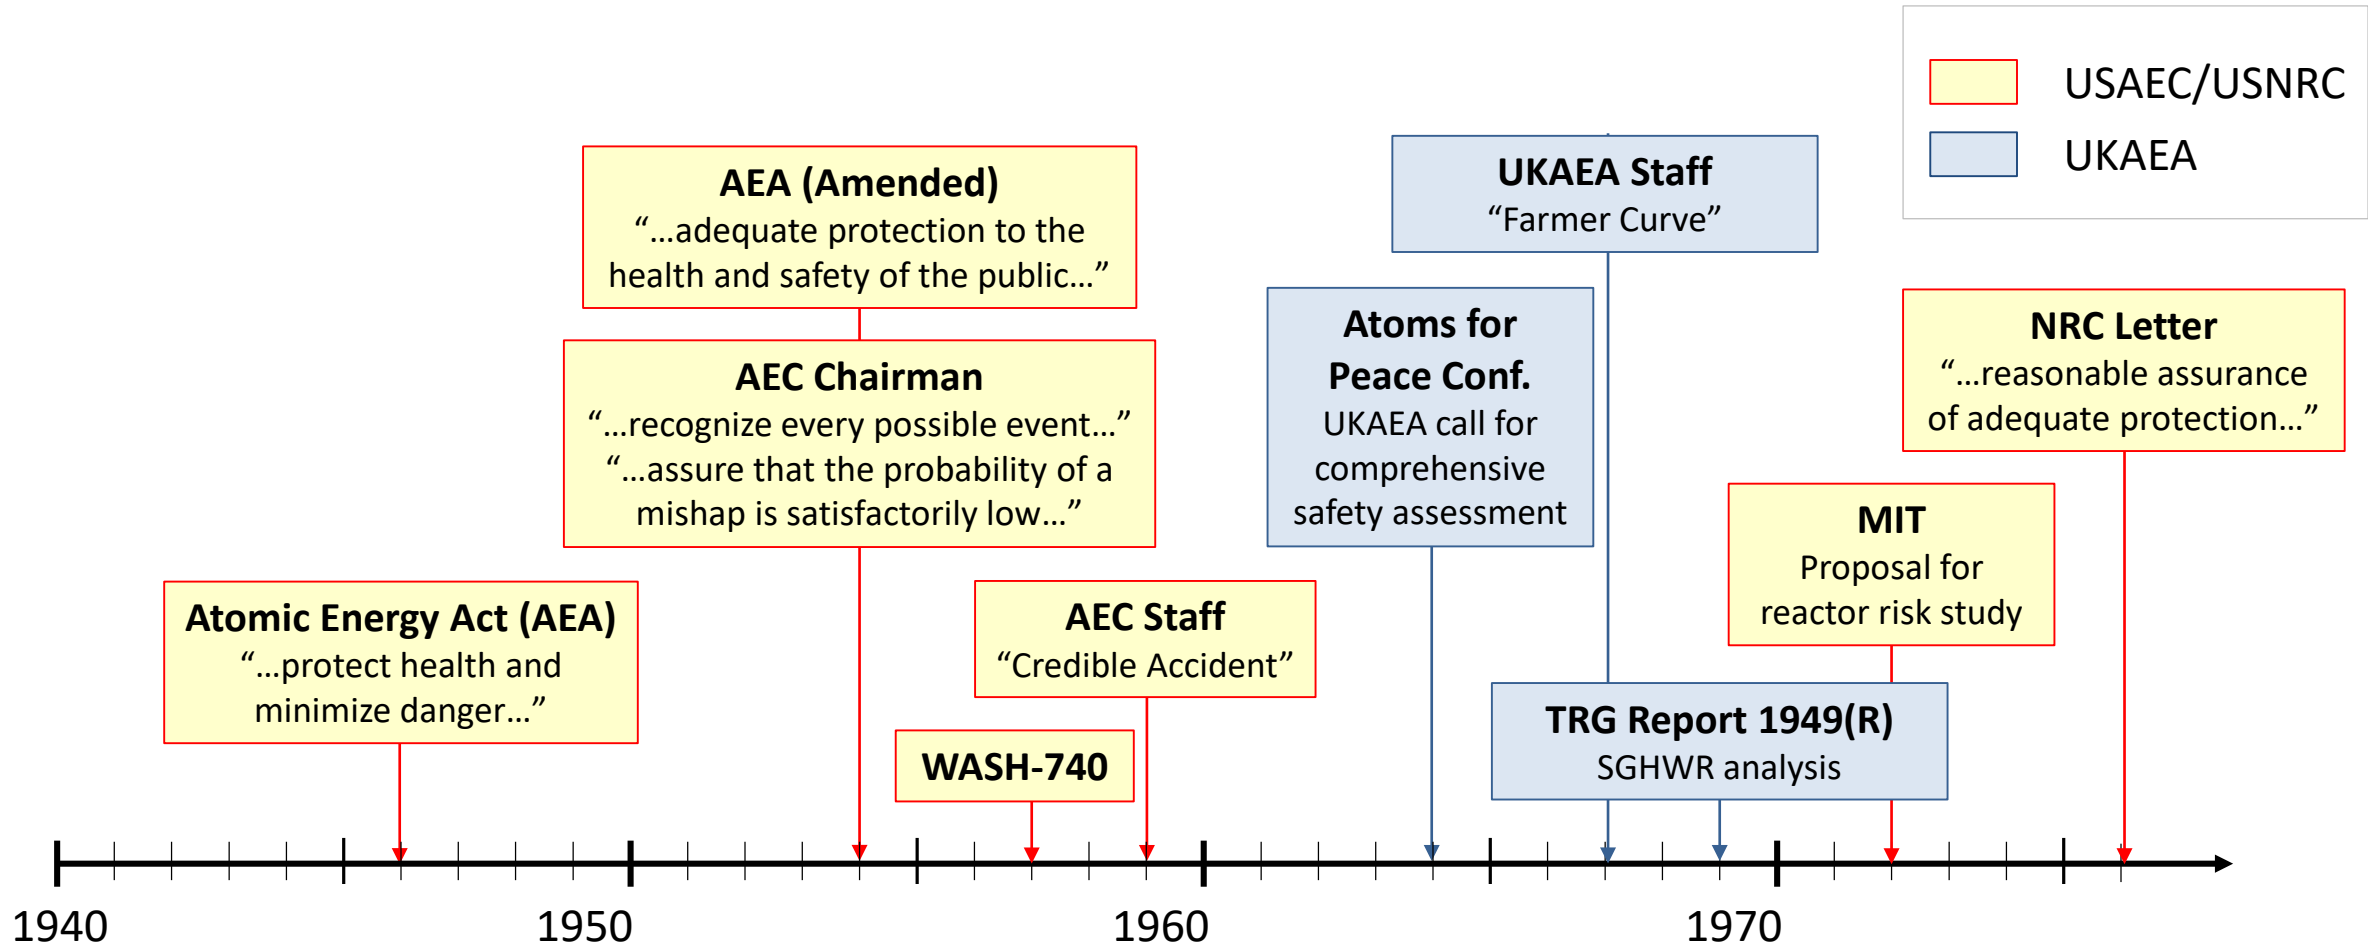 USAEC/USNRC
UKAEA
AEA (Amended)
“…adequate protection to the
health and safety of the public…”
UKAEA Staff
“Farmer Curve”
AEC Chairman
“…recognize every possible event…”
“…assure that the probability of a
mishap is satisfactorily low…”
Atoms for
Peace Conf.
UKAEA call for
comprehensive
safety assessment
NRC Letter
“…reasonable assurance
of adequate protection…”
MIT
Proposal for
reactor risk study
Atomic Energy Act (AEA)
“…protect health and
minimize danger…”
AEC Staff
“Credible Accident”
WASH-740
TRG Report 1949(R)
SGHWR analysis
1940
1950
1960
1970